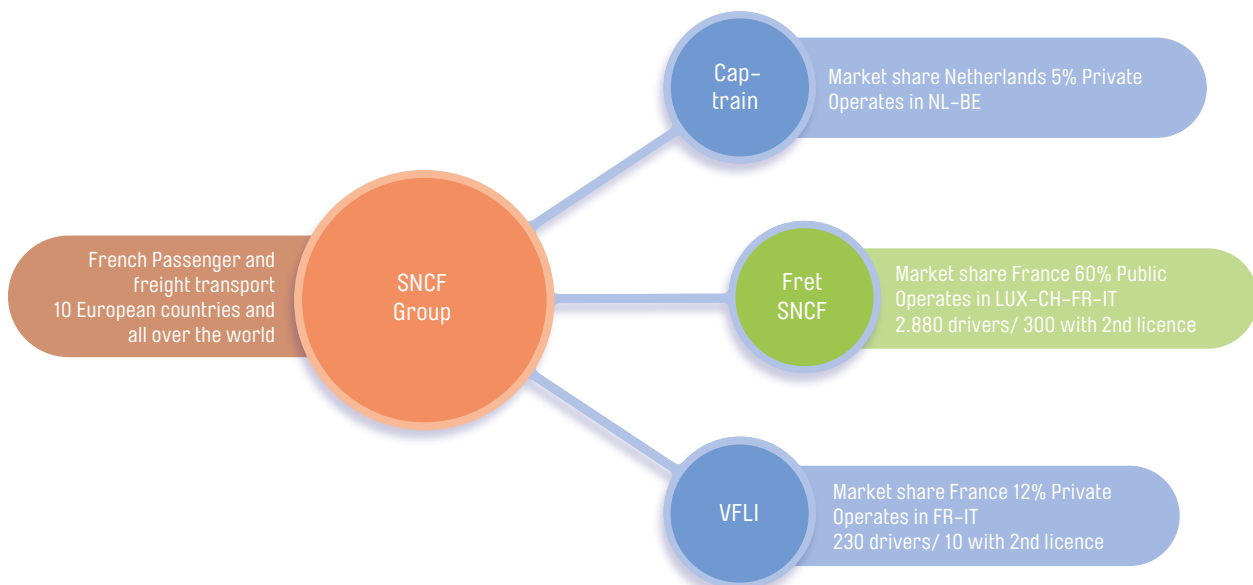 Cap-
train
Market share Netherlands 5% Private
Operates in NL-BE
French Passenger and
freight transport
10 European countries and
all over the world
SNCF
Group
Fret
SNCF
Market share France 60% Public
Operates in LUX-CH-FR-IT
2.880 drivers/ 300 with 2nd licence
VFLI
Market share France 12% Private
Operates in FR-IT
230 drivers/ 10 with 2nd licence